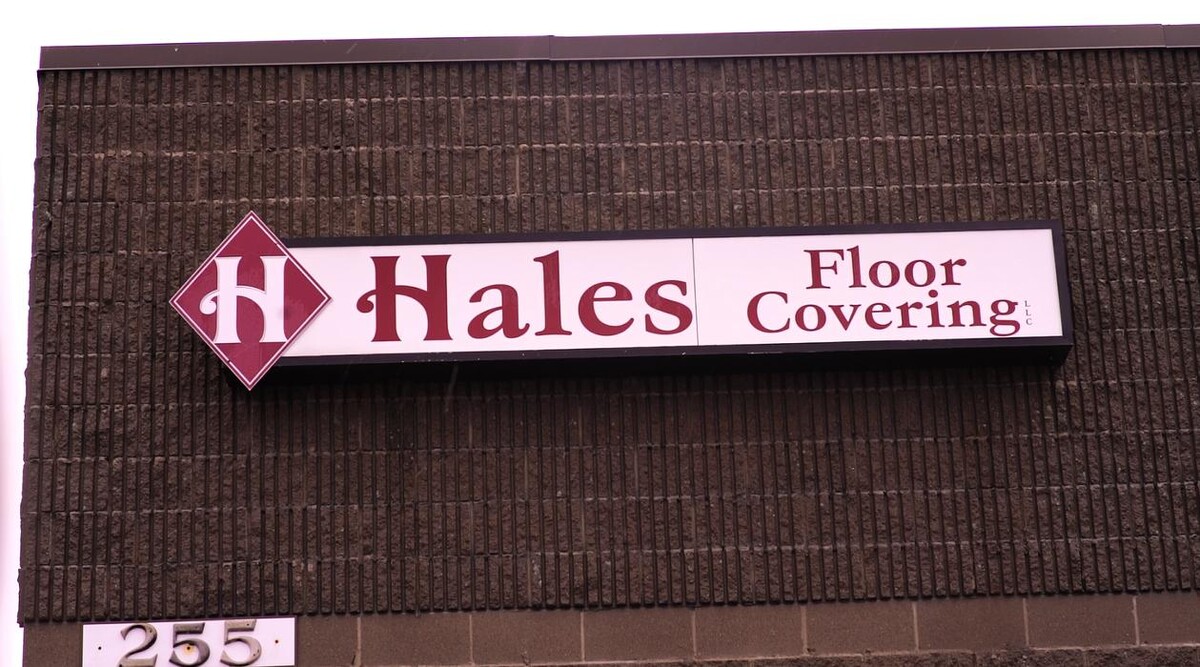 H
Hales
Floor
Covering LLC
255